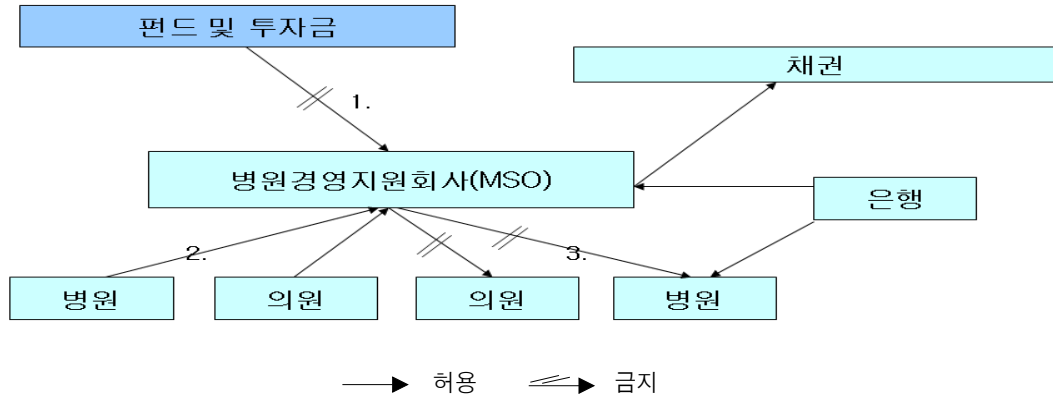 펀드 및 투자금
채권
1.
병원경영지원회사(MSO)
은행
2.
3.
병원
의원
의원
병원
허용
금지